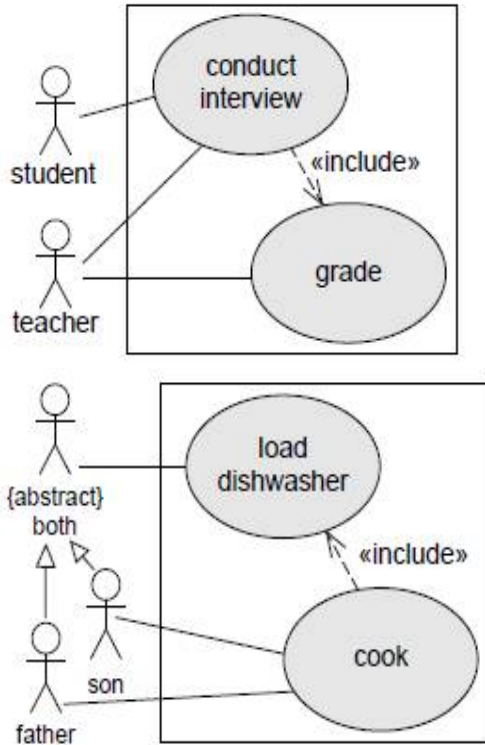 conduct
interview
student
«include»
grade
teacher
load
dishwasher
{abstract}
both
«include»
cook
son
father